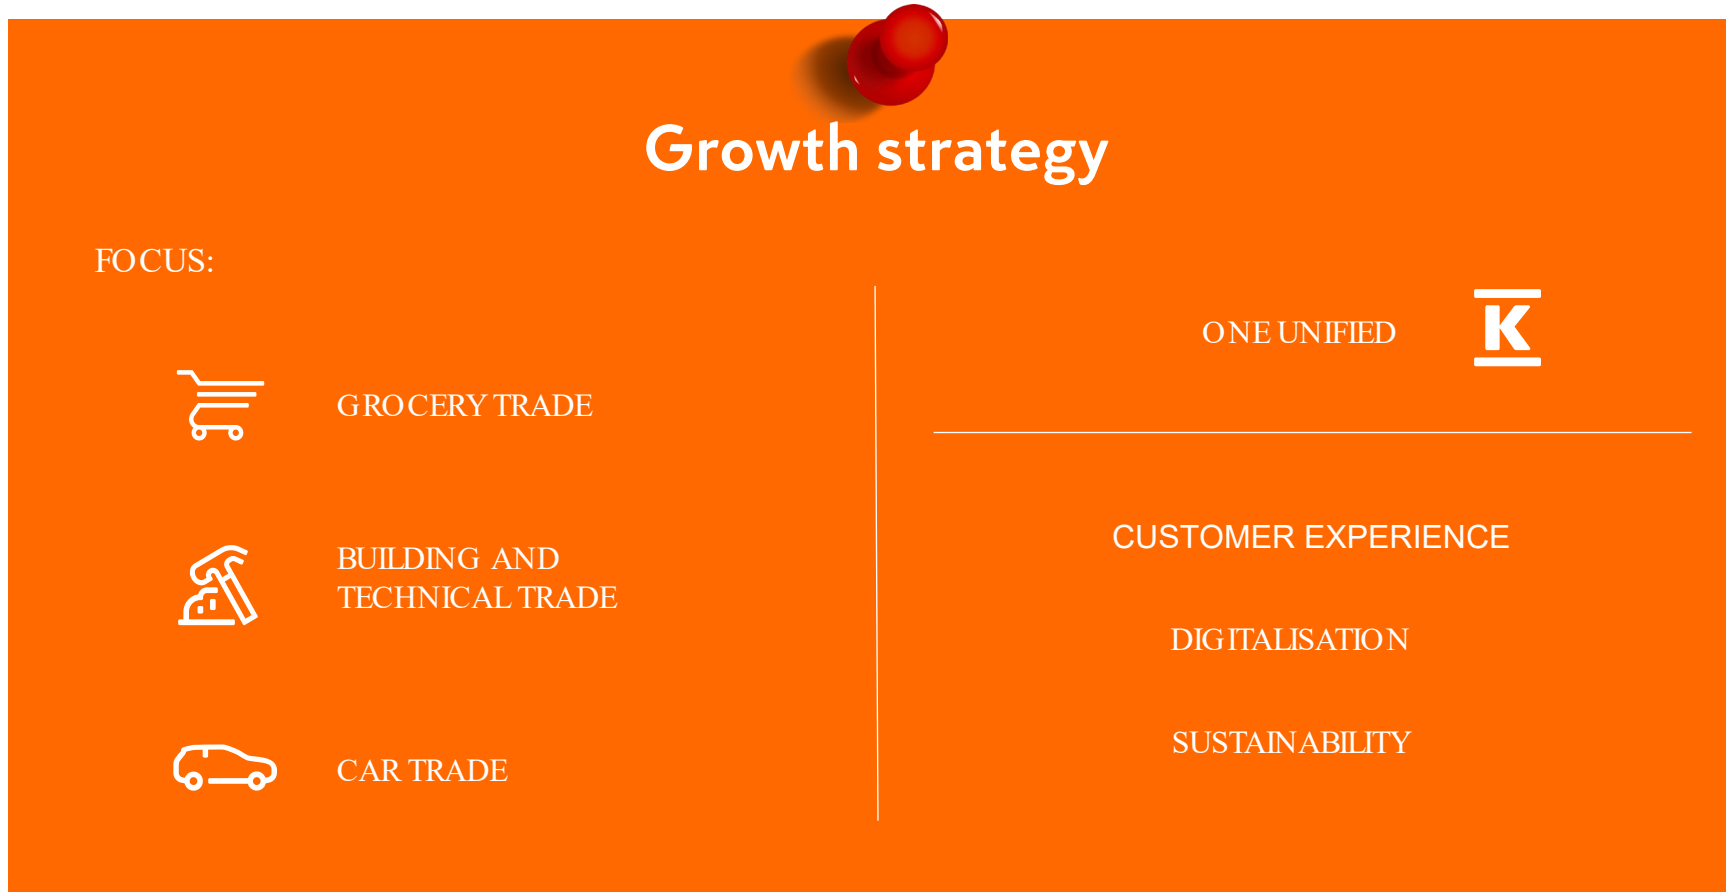 Growth strategy
FOCUS:
GROCERY TRADE
BUILDING AND
TECHNICAL TRADE
CAR TRADE
ONE UNIFIED K
CUSTOMER EXPERIENCE
DIGITALISATION
SUSTAINABILITY